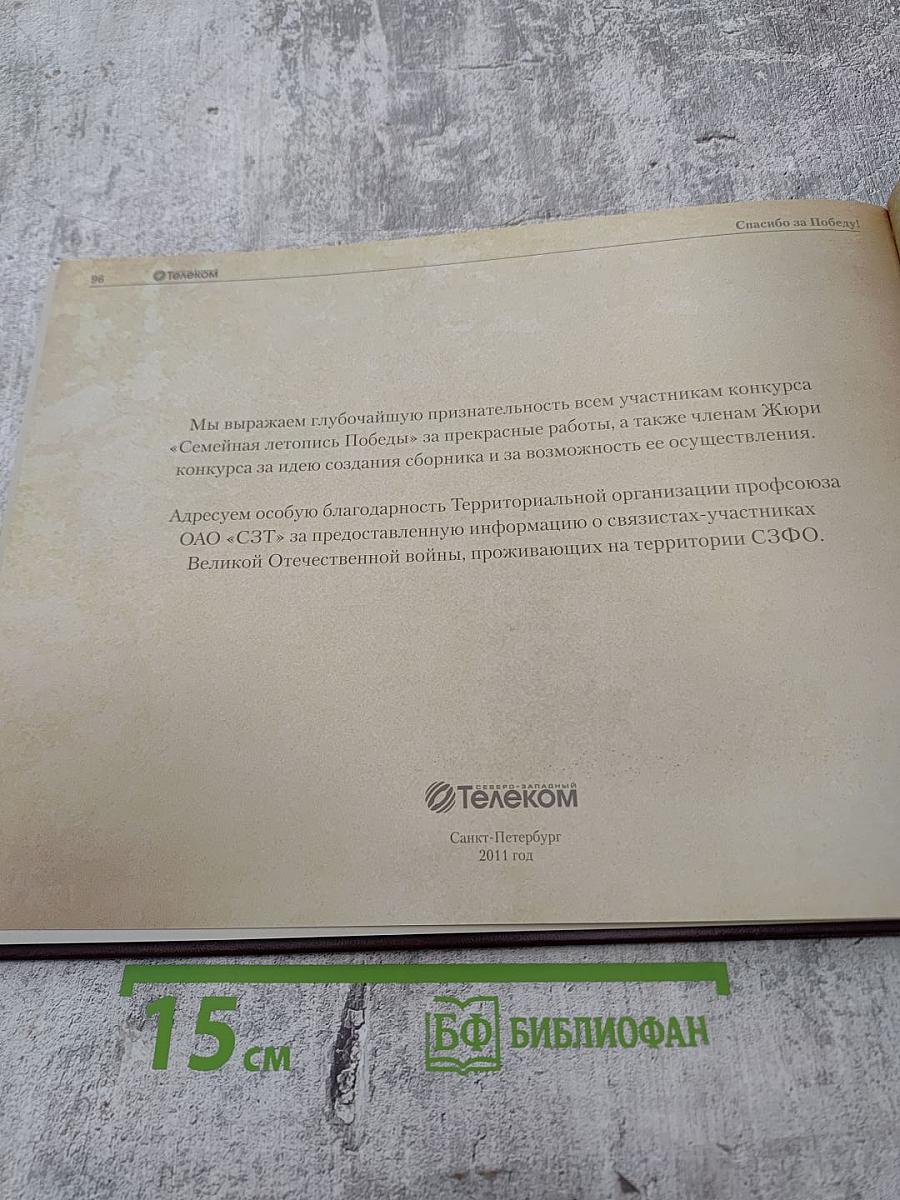 Спасибо за Победу!
96 Телеком
Мы выражаем глубочайшую признательность всем участникам конкурса
«Семейная летопись Победы» за прекрасные работы, а также членам Жюри
конкурса за идею создания сборника и за возможность ее осуществления.
Адресуем особую благодарность Территориальной организации профсоюза
ОАО «СЗТ» за предоставленную информацию о связистах-участниках
Великой Отечественной войны, проживающих на территории СЗФО.
СЕВЕРО-ЗАПАДНЫЙ
Телеком
Санкт-Петербург
2011 год
15 см
БФ БИБЛИОФАН